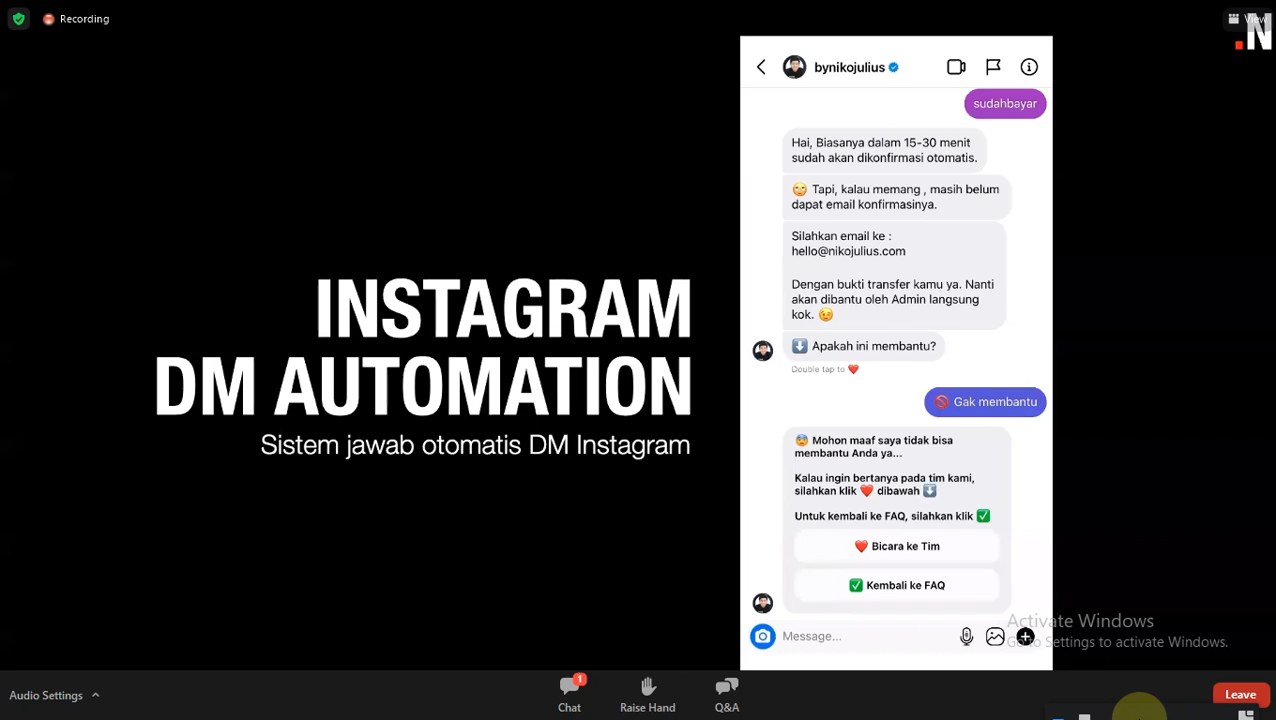 Recording
View
.N
bynikojulius
sudahbayar
Hai, Biasanya dalam 15-30 menit
sudah akan dikonfirmasi otomatis.
Tapi, kalau memang , masih belum
dapat email konfirmasinya.
Silahkan email ke :
hello@nikojulius.com
Dengan bukti transfer kamu ya. Nanti
akan dibantu oleh Admin langsung
kok. 😉
⬇️ Apakah ini membantu?
Double tap to ❤️
🚫 Gak membantu
INSTAGRAM
DM AUTOMATION
Sistem jawab otomatis DM Instagram
😨 Mohon maaf saya tidak bisa
membantu Anda ya...
Kalau ingin bertanya pada tim kami,
silahkan klik ❤️ dibawah ⬇️
Untuk kembali ke FAQ, silahkan klik ✅
❤️ Bicara ke Tim
✅ Kembali ke FAQ
Message...
Activate Windows
Go to Settings to activate Windows.
Audio Settings
1
Chat
Raise Hand
Q&A
Leave